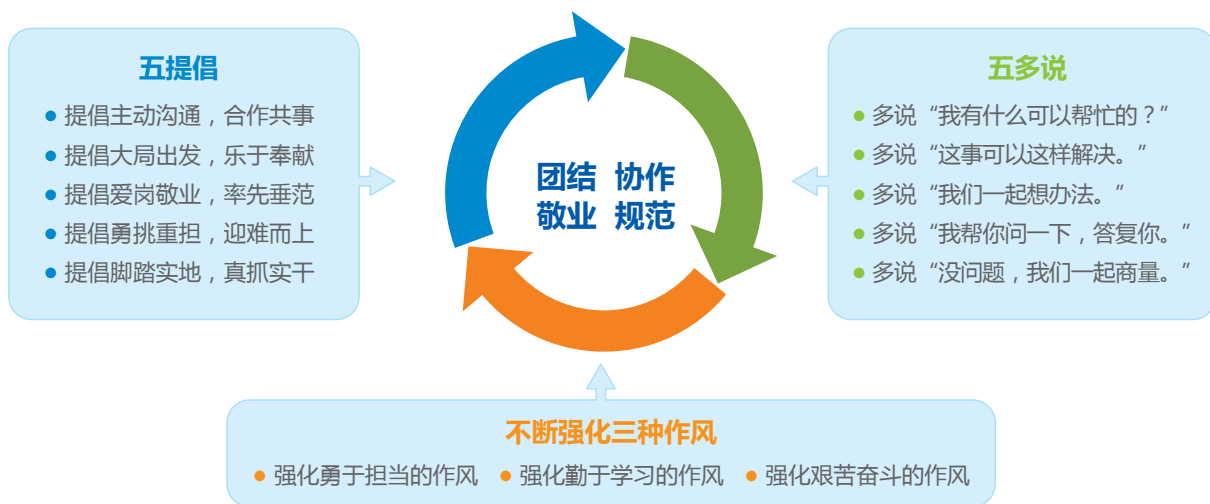 五提倡
提倡主动沟通，合作共事
提倡大局出发，乐于奉献
提倡爱岗敬业，率先垂范
提倡勇挑重担，迎难而上
提倡脚踏实地，真抓实干
团结 协作
敬业 规范
五多说
多说“我有什么可以帮忙的？”
多说“这事可以这样解决。”
多说“我们一起想办法。”
多说“我帮你问一下，答复你。”
多说“没问题，我们一起商量。”
不断强化三种作风
强化勇于担当的作风 强化勤于学习的作风 强化艰苦奋斗的作风